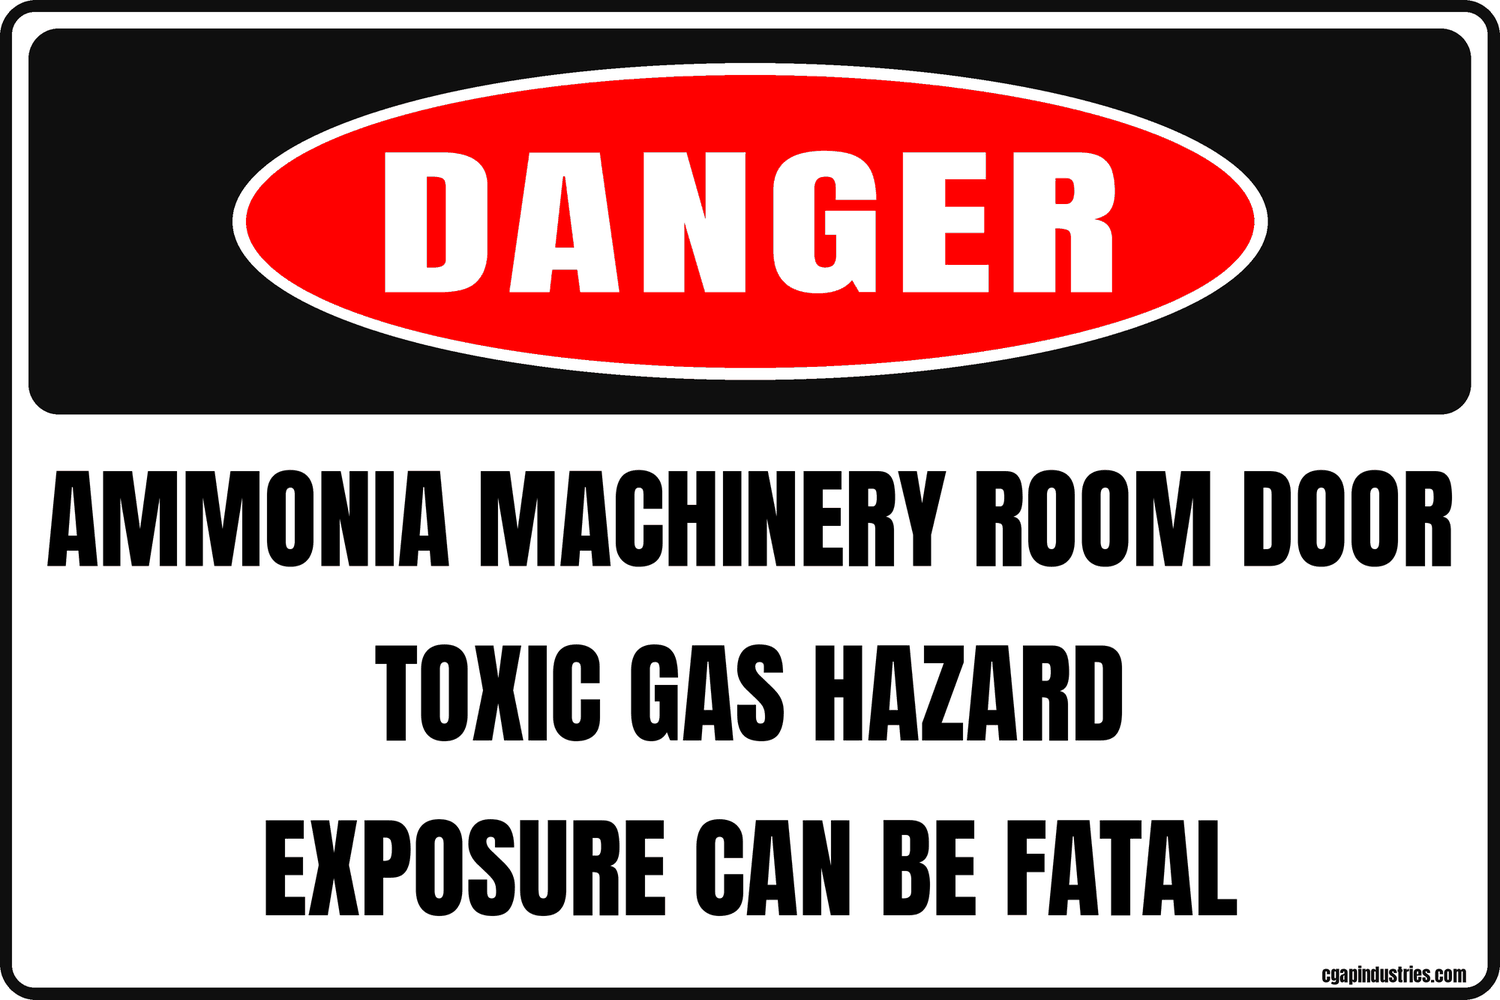 DANGER
AMMONIA MACHINERY ROOM DOOR
TOXIC GAS HAZARD
EXPOSURE CAN BE FATAL
cgapindustries.com